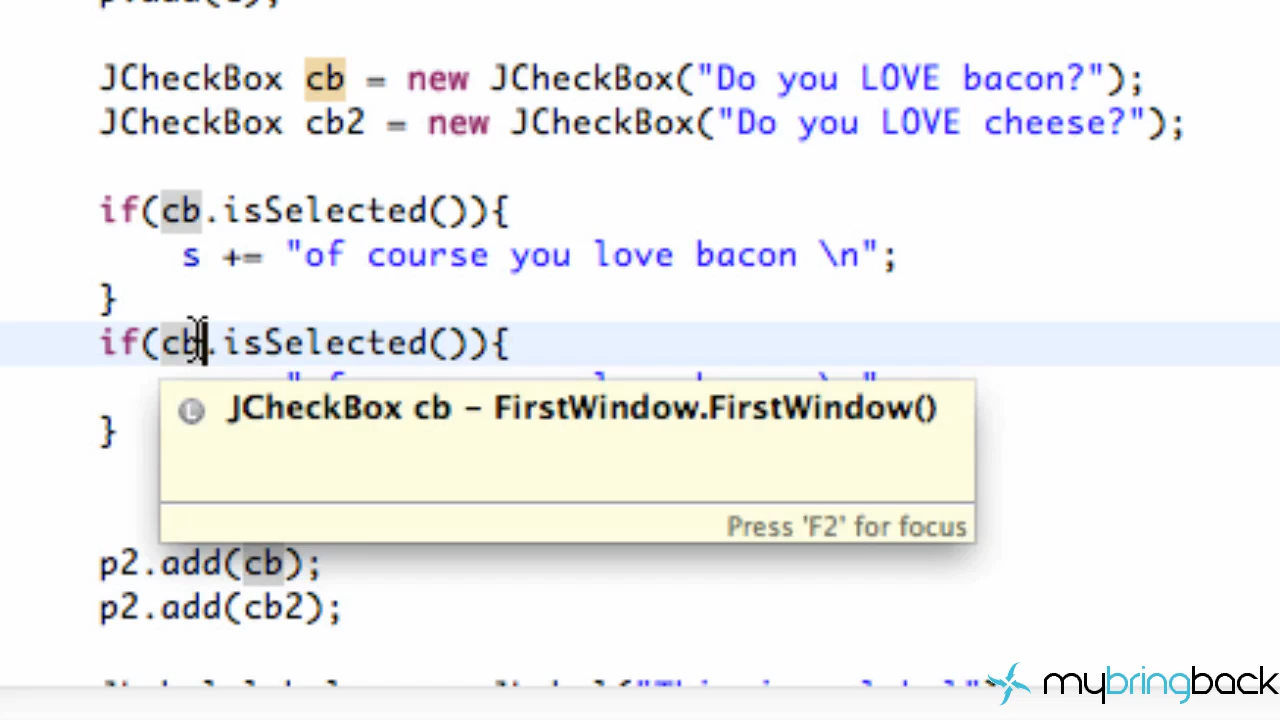 JCheckBox cb = new JCheckBox("Do you LOVE bacon?");
JCheckBox cb2 = new JCheckBox("Do you LOVE cheese?");
if(cb.isSelected()){
s += "of course you love bacon \n";
}
if(cb.isSelected()){
JCheckBox cb - FirstWindow.FirstWindow()
}
Press 'F2' for focus
p2.add(cb);
p2.add(cb2);
mybringback